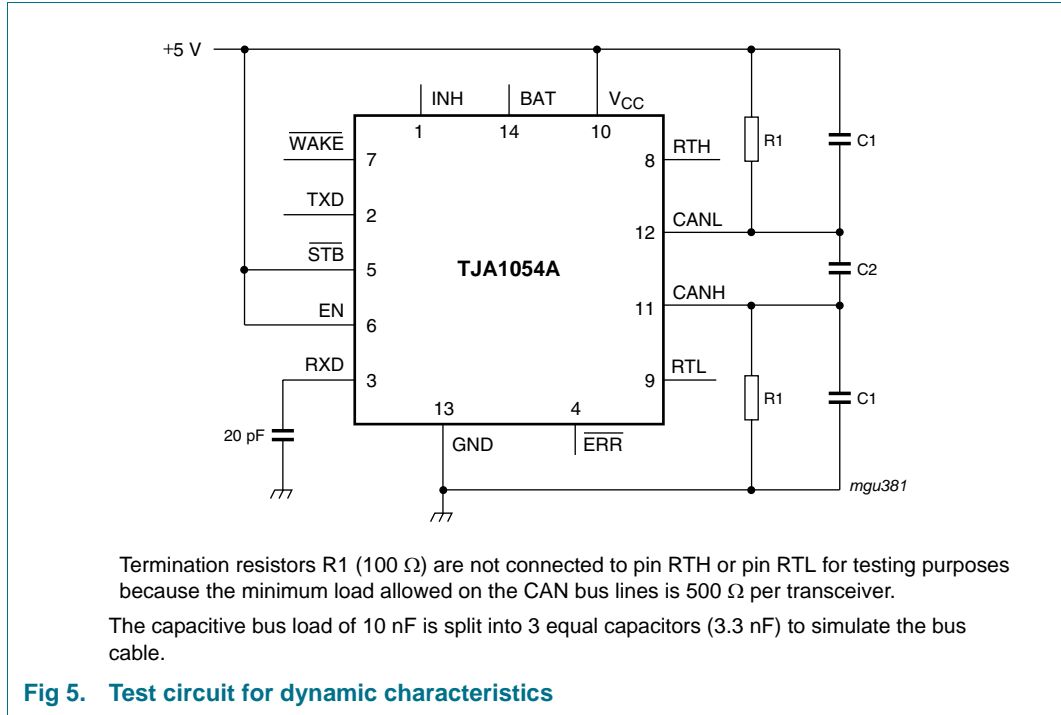 +5 V
INH
BAT
VCC
1
14
10
WAKE
7
RTH
8
R1
C1
TXD
2
CANL
12
STB
5
TJA1054A
C2
EN
6
CANH
11
RXD
3
RTL
9
R1
C1
13
4
20 pF
GND
ERR
mgu381
Termination resistors R1 (100 Ω) are not connected to pin RTH or pin RTL for testing purposes
because the minimum load allowed on the CAN bus lines is 500 Ω per transceiver.
The capacitive bus load of 10 nF is split into 3 equal capacitors (3.3 nF) to simulate the bus
cable.
Fig 5. Test circuit for dynamic characteristics